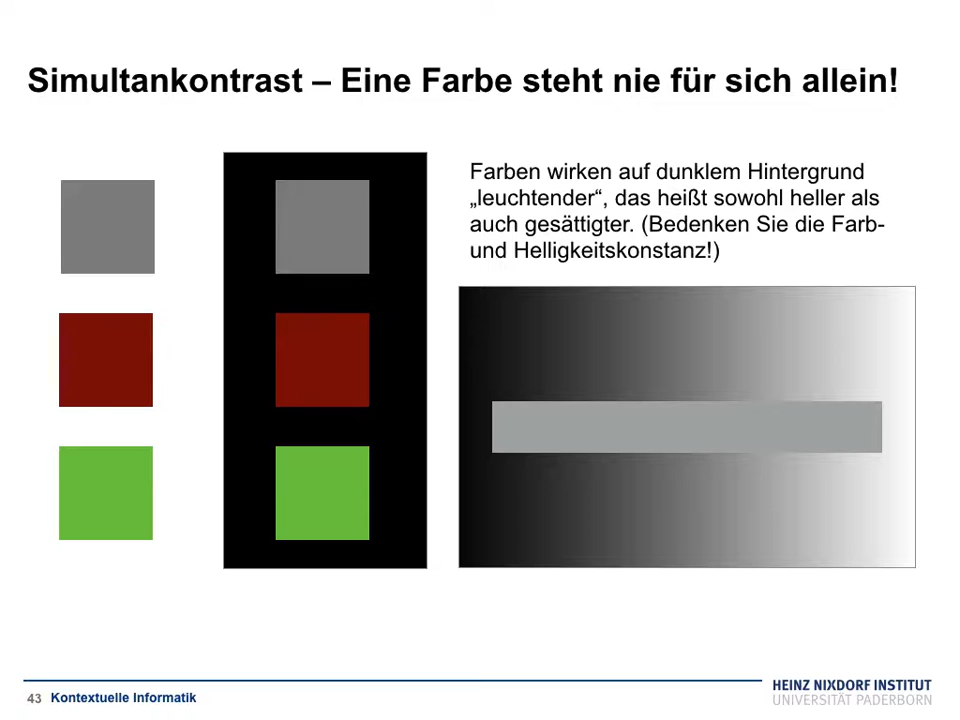 Simultankontrast – Eine Farbe steht nie für sich allein!
Farben wirken auf dunklem Hintergrund
„leuchtender“, das heißt sowohl heller als
auch gesättigter. (Bedenken Sie die Farb-
und Helligkeitskonstanz!)
43 Kontextuelle Informatik
HEINZ NIXDORF INSTITUT
UNIVERSITÄT PADERBORN